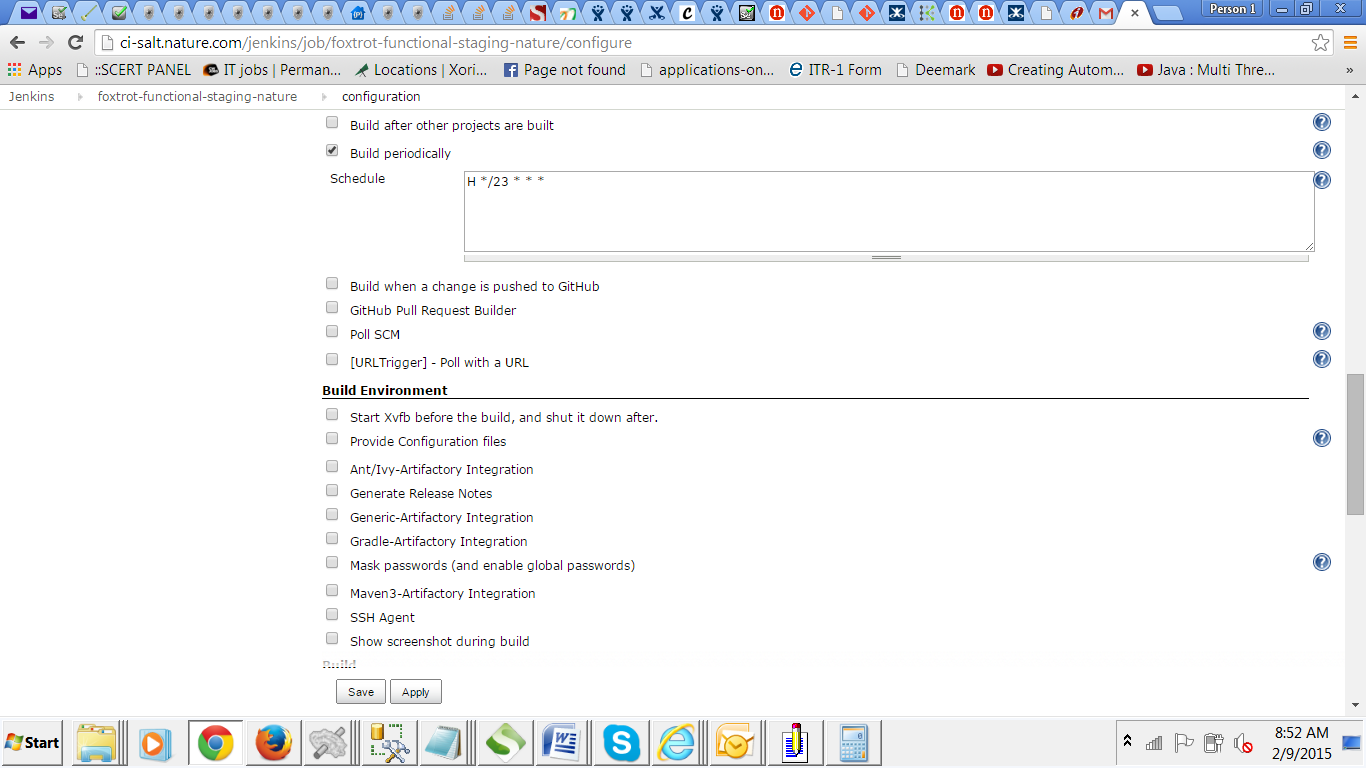 Person 1
ci-salt.nature.com/jenkins/job/foxtrot-functional-staging-nature/configure
Apps ::SCERT PANEL IT jobs | Perman... Locations | Xori... Page not found applications-on... ITR-1 Form Deemark Creating Autom... Java : Multi Thre... »
Jenkins foxtrot-functional-staging-nature configuration
Build after other projects are built
Build periodically
Schedule
H */23 * * *
Build when a change is pushed to GitHub
GitHub Pull Request Builder
Poll SCM
[URLTrigger] - Poll with a URL
Build Environment
Start Xvfb before the build, and shut it down after.
Provide Configuration files
Ant/Ivy-Artifactory Integration
Generate Release Notes
Generic-Artifactory Integration
Gradle-Artifactory Integration
Mask passwords (and enable global passwords)
Maven3-Artifactory Integration
SSH Agent
Show screenshot during build
Build
Save Apply
Start
8:52 AM
2/9/2015